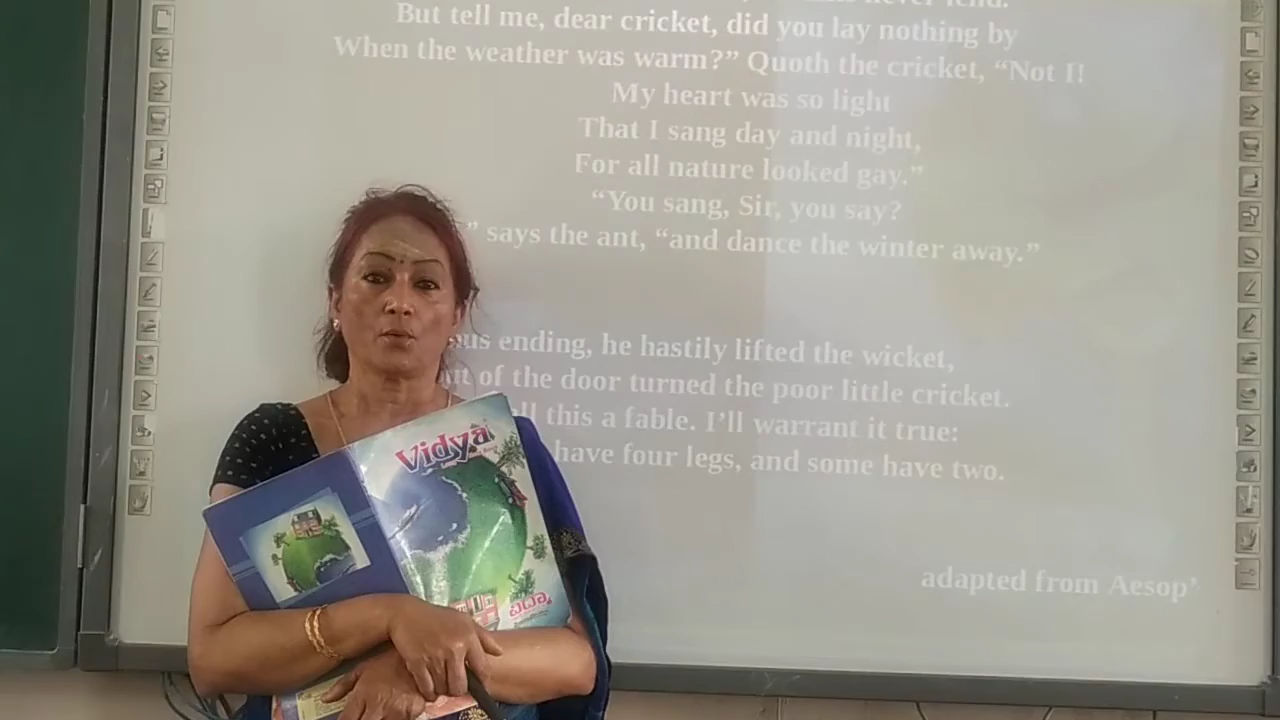 never lend.
But tell me, dear cricket, did you lay nothing by
When the weather was warm?” Quoth the cricket, “Not I!
My heart was so light
That I sang day and night,
For all nature looked gay.”
“You sang, Sir, you say?
” says the ant, “and dance the winter away.”
ending, he hastily lifted the wicket,
of the door turned the poor little cricket.
this a fable. I’ll warrant it true:
have four legs, and some have two.
adapted from Aesop’
Vidya
ವಿದ್ಯಾ